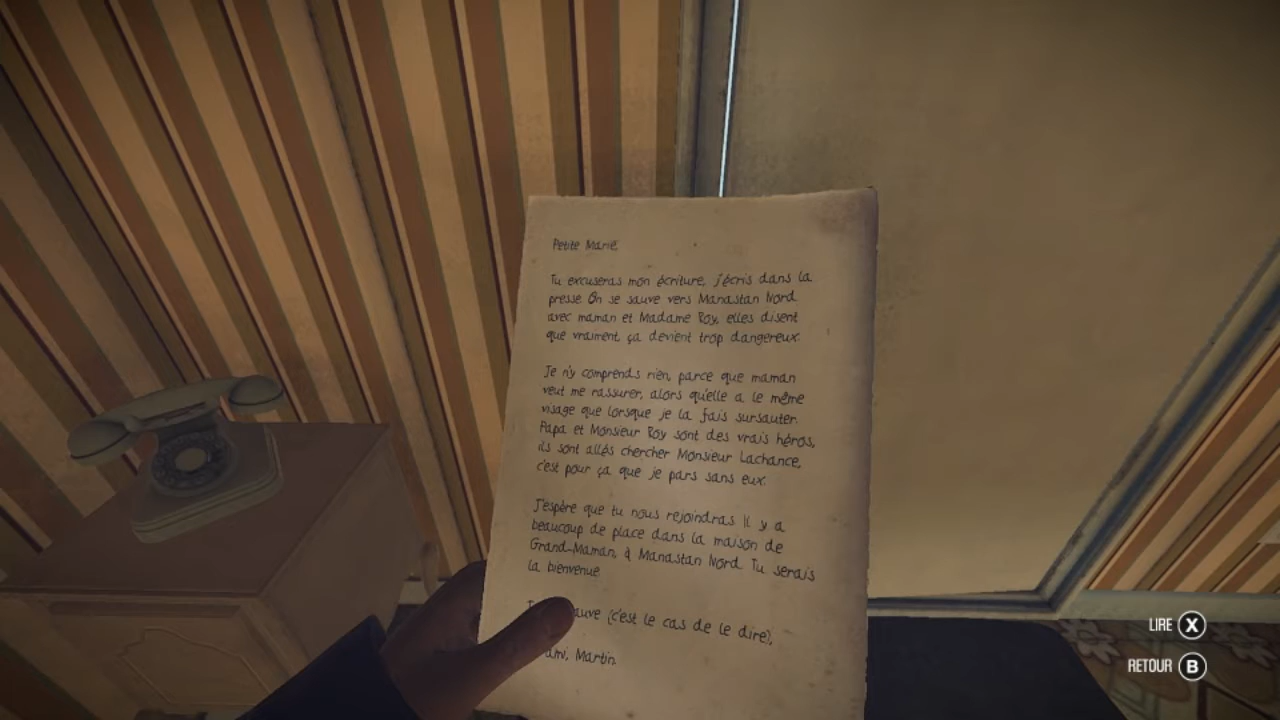 Petite Marie,
Tu excuseras mon écriture, j'écris dans la
presse. On se sauve vers Manastan Nord
avec maman et Madame Roy, elles disent
que vraiment, ça devient trop dangereux.
Je n'y comprends rien, parce que maman
veut me rassurer, alors qu'elle a le même
visage que lorsque je la fais sursauter.
Papa et Monsieur Roy sont des vrais héros,
ils sont allés chercher Monsieur Lachance,
c'est pour ça que je pars sans eux.
J'espère que tu nous rejoindras. Il y a
beaucoup de place dans la maison de
Grand-Maman, à Manastan Nord. Tu serais
la bienvenue.
(c'est le cas de le dire),
ami, Martin.
LIRE X
RETOUR B